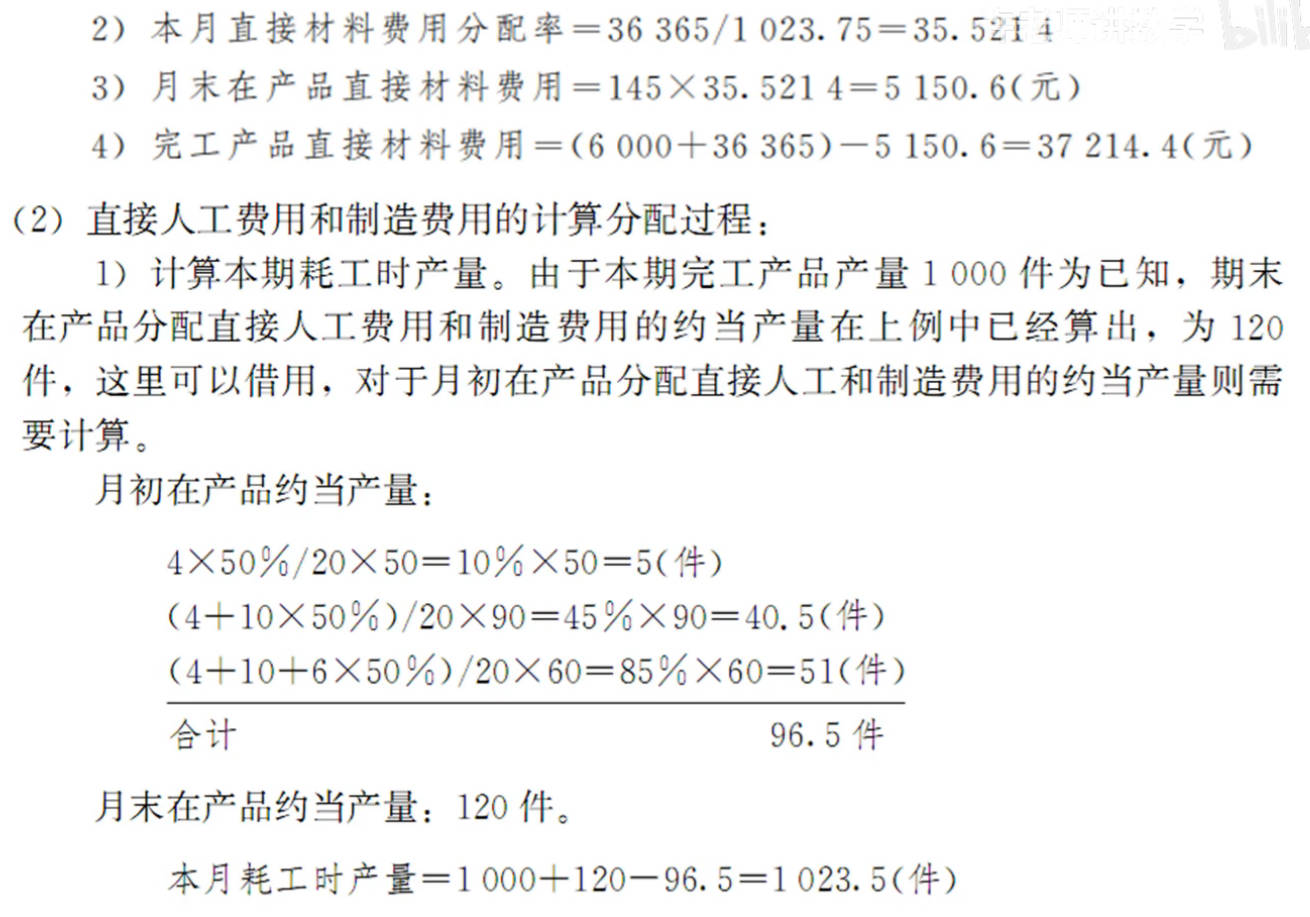 2) 本月直接材料费用分配率=36 365/1 023.75=35.521 4
3) 月末在产品直接材料费用=145×35.521 4=5 150.6(元)
4) 完工产品直接材料费用=(6 000+36 365)-5 150.6=37 214.4(元)
(2) 直接人工费用和制造费用的计算分配过程:
1) 计算本期耗工时产量。由于本期完工产品产量 1 000 件为已知,期末
在产品分配直接人工费用和制造费用的约当产量在上例中已经算出,为 120
件,这里可以借用,对于月初在产品分配直接人工和制造费用的约当产量则需
要计算。
月初在产品约当产量:
4×50%/20×50=10%×50=5(件)
(4+10×50%)/20×90=45%×90=40.5(件)
(4+10+6×50%)/20×60=85%×60=51(件)
合计 96.5 件
月末在产品约当产量:120 件。
本月耗工时产量=1 000+120-96.5=1 023.5(件)